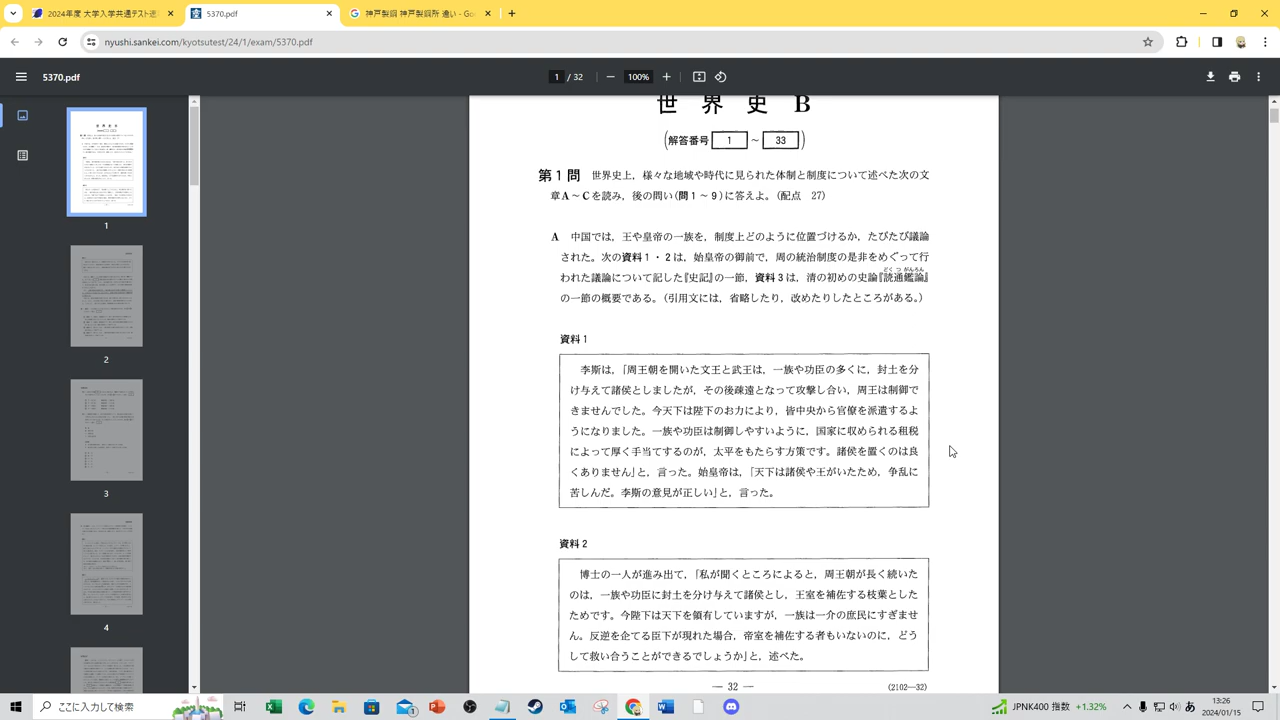 2024年度 大学入学共通テスト速
5370.pdf
神戸製鋼 神戸製鋼所 違い - Go
nyushi.sankei.com/kyotsutest/24/1/exam/5370.pdf
5370.pdf
1 / 32
100%
世界史B
(解答番号 1 ~ 33)
第1問 世界史上，様々な地域や時代に見られた体制と制度について述べた次の文
章A～Cを読み，後の問い(問1～9)に答えよ。(配点 27)
A 中国では，王や皇帝の一族を，制度上どのように位置づけるか，たびたび議論
された。次の資料1・2は，始皇帝の御前で，周の統治制度の是非をめぐって行
われた議論について記した『史記』の一節，資料3は，清の初めの史論『読通鑑論』
どくつがんろん
の一節の概要である。(引用文には，省略したり，改めたりしたところがある。)
資料1
李斯は，「周王朝を開いた文王と武王は，一族や功臣の多くに，封土を分
け与えて諸侯としましたが，その後疎遠となって攻撃し合い，周王は制御で
きませんでした。今天下は陛下のお力により，皆中央から官僚を派遣するよ
うになりました。一族や功臣は制御しやすいように，国家に収められる租税
によって厚く手当てするのが，太平をもたらす方策です。諸侯を置くのは良
くありません」と，言った。始皇帝は，「天下は諸侯や王がいたため，争乱に
苦しんだ。李斯の意見が正しい」と，言った。
資料2
博士の一人が進み出て，「私が聞くところによると，周王朝が長く続いた
のは，一族や功臣に封土を分け与えて諸侯とし，王室を補佐する枝葉とした
ためです。今陛下は天下を領有していますが，一族は一介の庶民にすぎませ
ん。反逆を企てる臣下が現れた場合，帝室を補佐する者もいないのに，どう
して救い合うことができるでしょうか」と，述べた。
— 32 —
(2102—32)
1
2
3
4
ここに入力して検索
1
JPNK400 指数 +1.32%
あ
13:26
2024/01/15